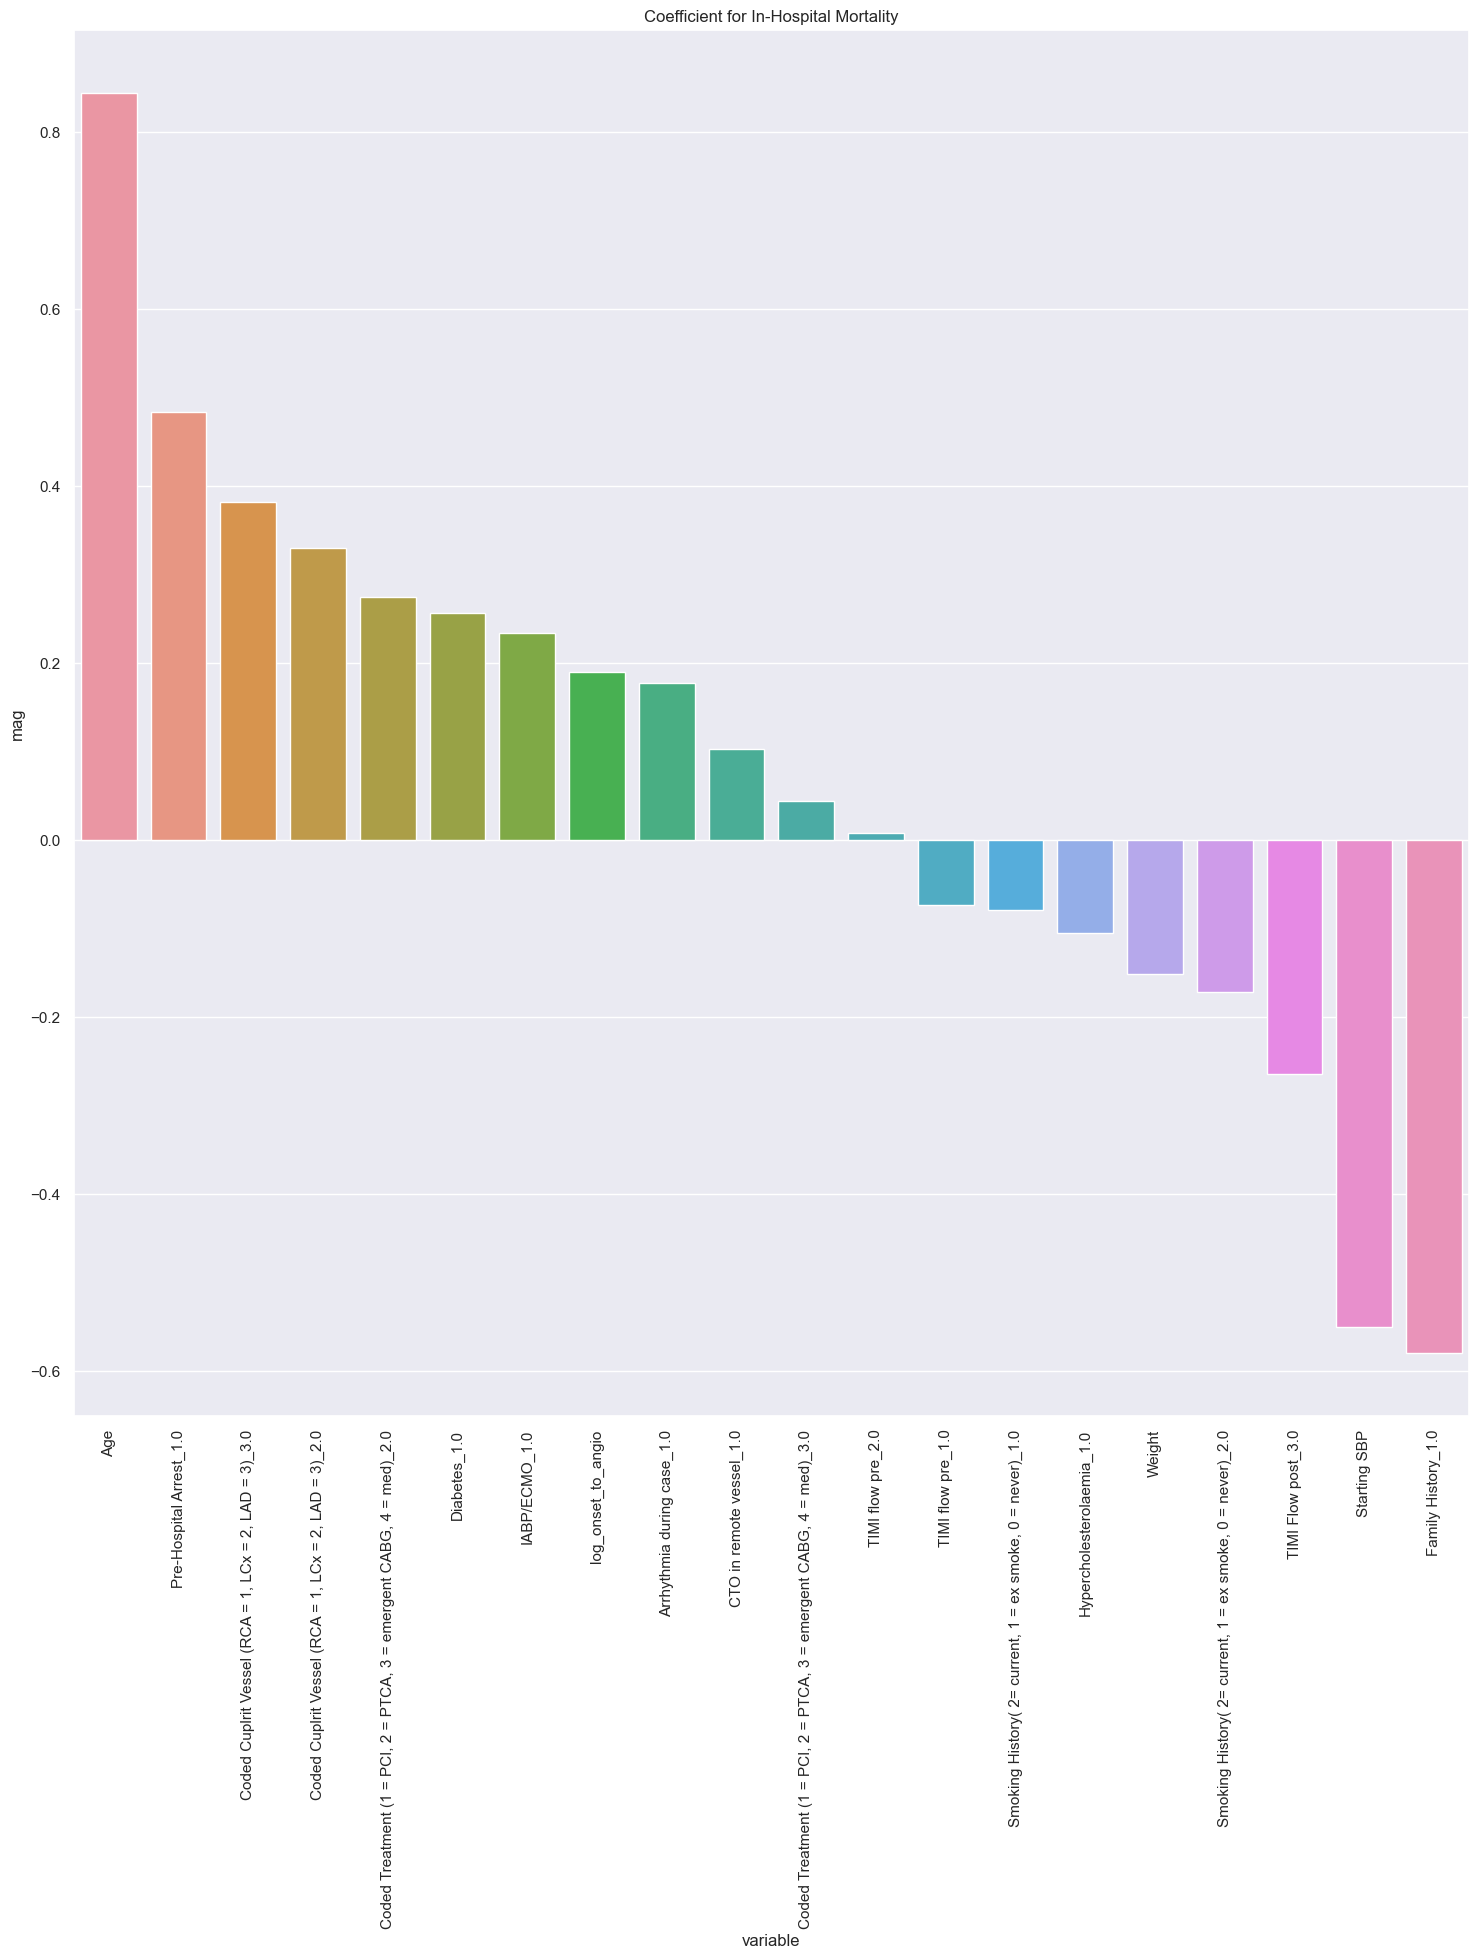 Coefficient for In-Hospital Mortality
mag
0.8
0.6
0.4
0.2
0.0
−0.2
−0.4
−0.6
Age
Pre-Hospital Arrest_1.0
Coded Cuplrit Vessel (RCA = 1, LCx = 2, LAD = 3)_3.0
Coded Cuplrit Vessel (RCA = 1, LCx = 2, LAD = 3)_2.0
Coded Treatment (1 = PCI, 2 = PTCA, 3 = emergent CABG, 4 = med)_2.0
Diabetes_1.0
IABP/ECMO_1.0
log_onset_to_angio
Arrhythmia during case_1.0
CTO in remote vessel_1.0
Coded Treatment (1 = PCI, 2 = PTCA, 3 = emergent CABG, 4 = med)_3.0
TIMI flow pre_2.0
TIMI flow pre_1.0
Smoking History( 2= current, 1 = ex smoke, 0 = never)_1.0
Hypercholesterolaemia_1.0
Weight
Smoking History( 2= current, 1 = ex smoke, 0 = never)_2.0
TIMI Flow post_3.0
Starting SBP
Family History_1.0
variable